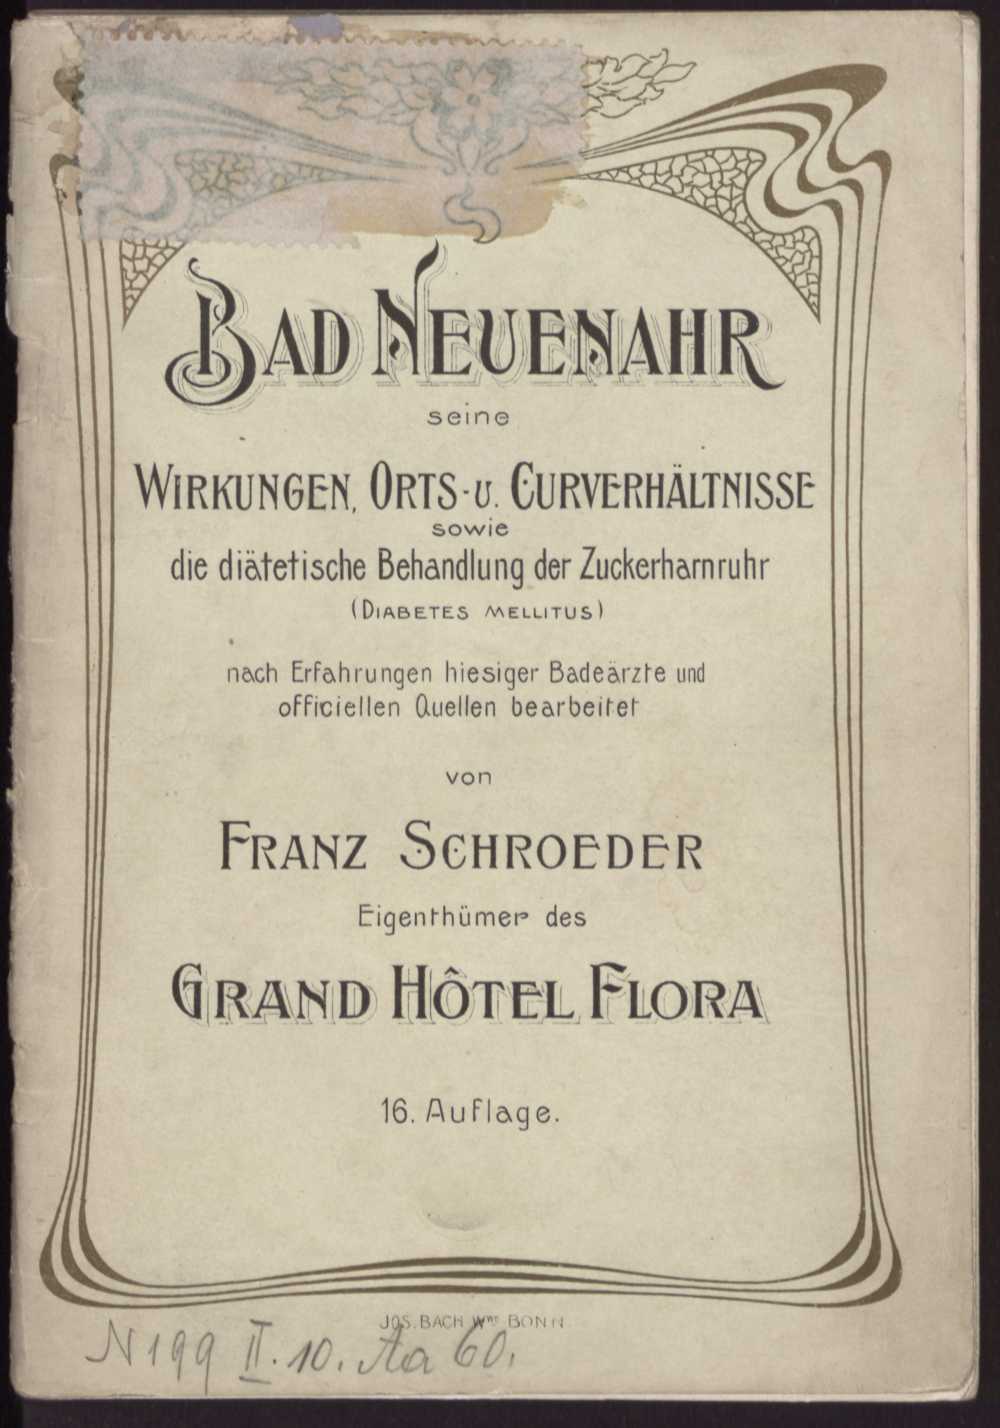 BAD NEUENAHR
seine
WIRKUNGEN, ORTS- U. CURVERHÄLTNISSE
sowie
die diätetische Behandlung der Zuckerharnruhr
(DIABETES MELLITUS)
nach Erfahrungen hiesiger Badeärzte und
officiellen Quellen bearbeitet
von
FRANZ SCHROEDER
Eigenthümer des
GRAND HÔTEL FLORA
16. Auflage.
JOS. BACH Wwe BONN
N 199 II. 10. Aa 60.